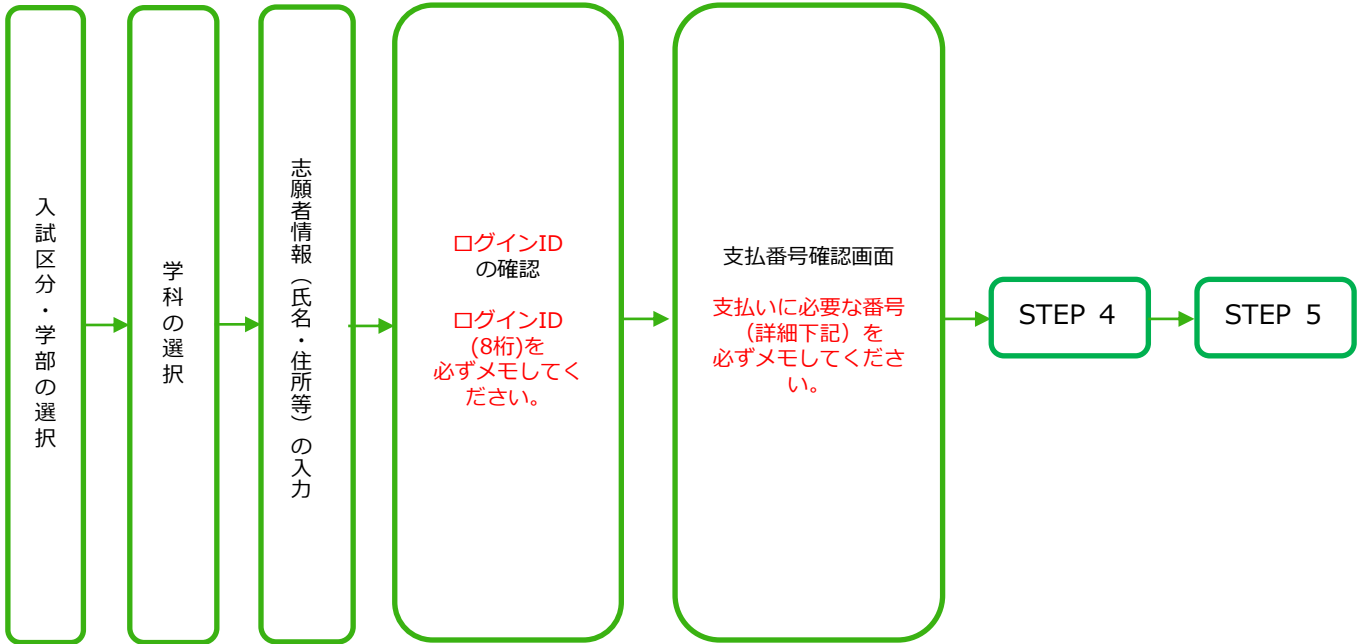 入試区分・学部の選択
学科の選択
志願者情報（氏名・住所等）の入力
ログインID
の確認
ログインID
(8桁)を
必ずメモしてく
ださい。
支払番号確認画面
支払いに必要な番号
（詳細下記）を
必ずメモしてくださ
い。
STEP 4
STEP 5